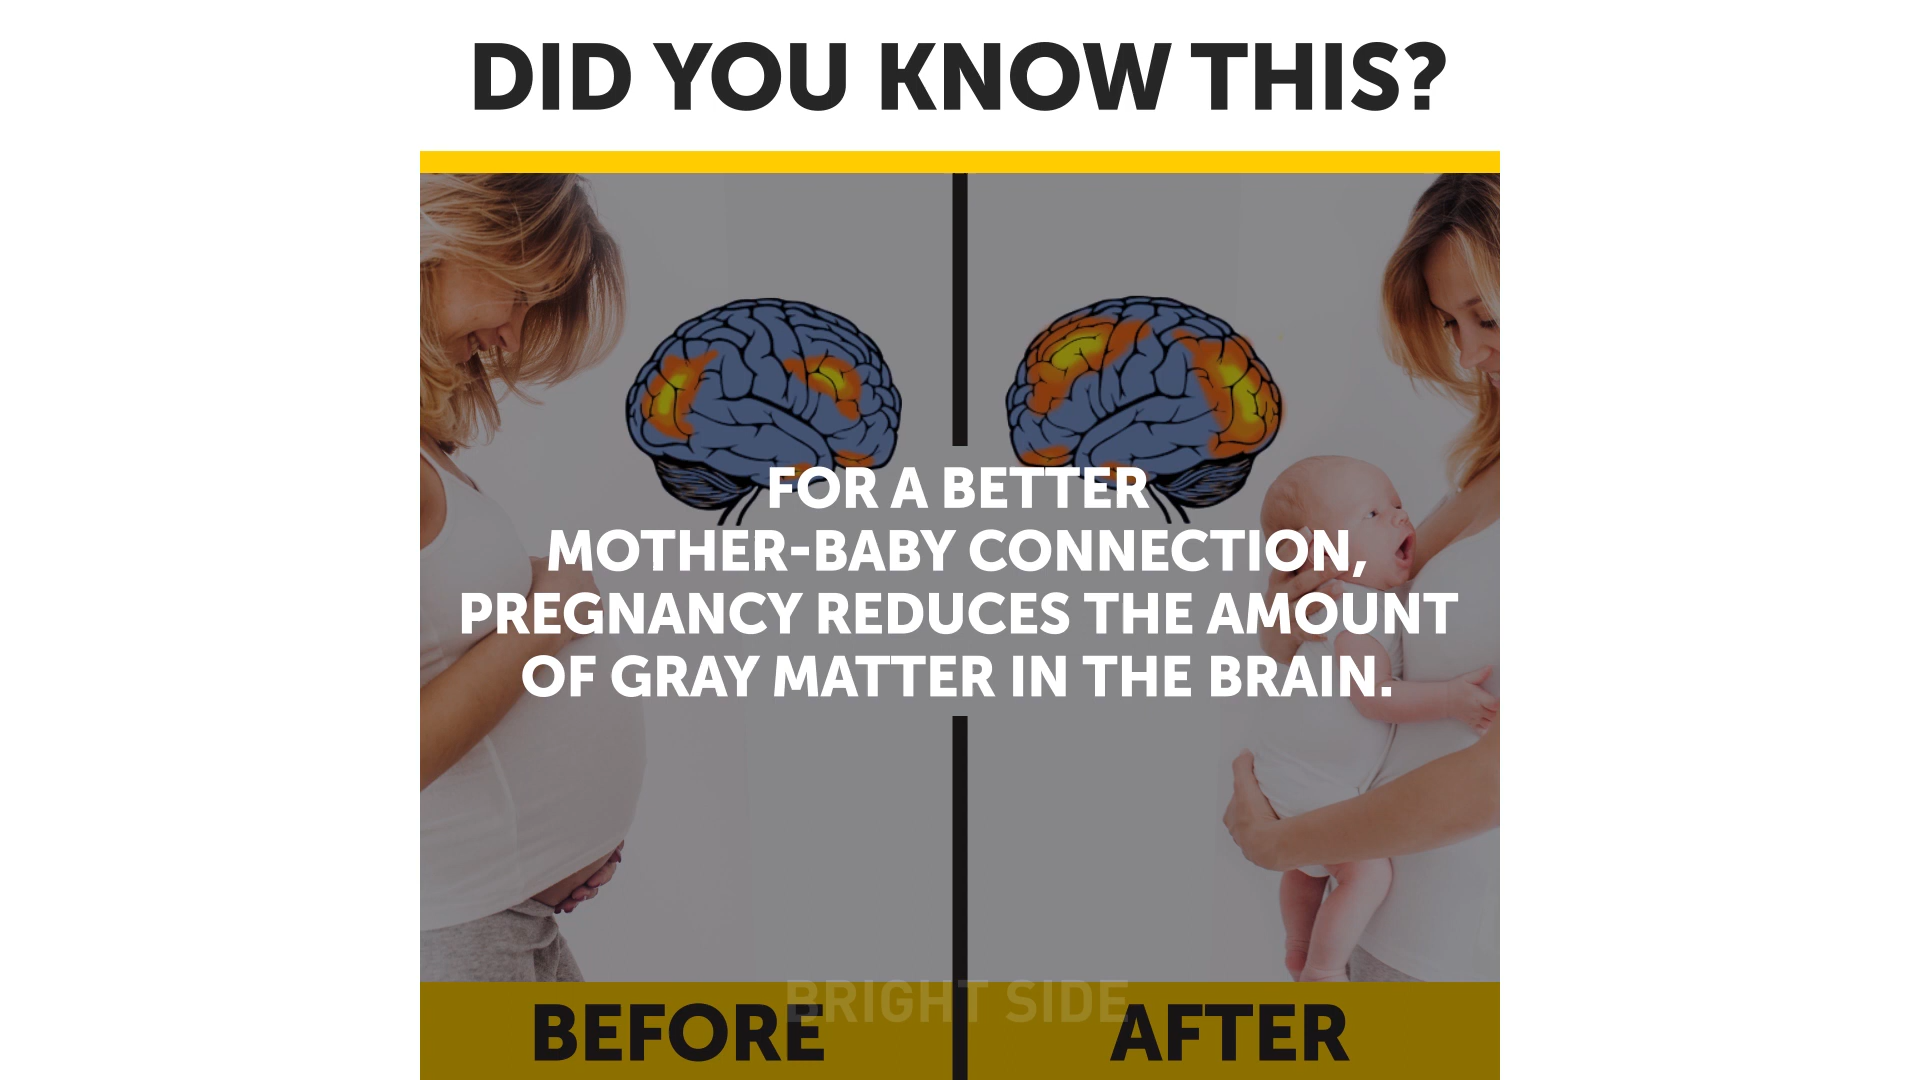 DID YOU KNOW THIS?
FOR A BETTER
MOTHER-BABY CONNECTION,
PREGNANCY REDUCES THE AMOUNT
OF GRAY MATTER IN THE BRAIN.
BRIGHT SIDE
BEFORE
AFTER